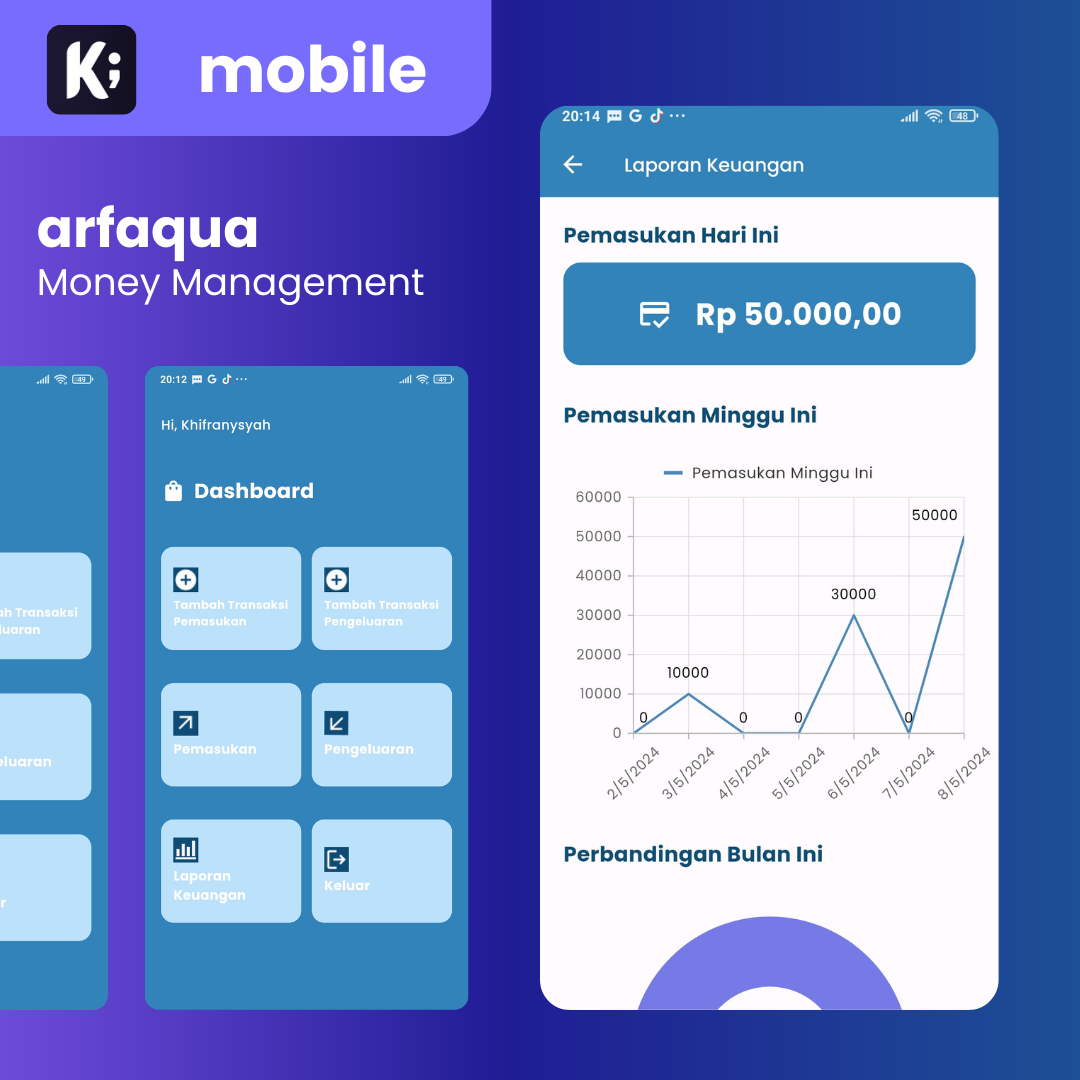 K;
mobile
arfaqua
Money Management
49
ah Transaksi
luaran
eluaran
r
20:12
49
Hi, Khifranysyah
Dashboard
Tambah Transaksi
Pemasukan
Tambah Transaksi
Pengeluaran
Pemasukan
Pengeluaran
Laporan
Keuangan
Keluar
20:14 G
48
Laporan Keuangan
Pemasukan Hari Ini
Rp 50.000,00
Pemasukan Minggu Ini
Pemasukan Minggu Ini
60000
50000
40000
30000
20000
10000
0
0
10000
0
0
30000
0
50000
2/5/2024
3/5/2024
4/5/2024
5/5/2024
6/5/2024
7/5/2024
8/5/2024
Perbandingan Bulan Ini